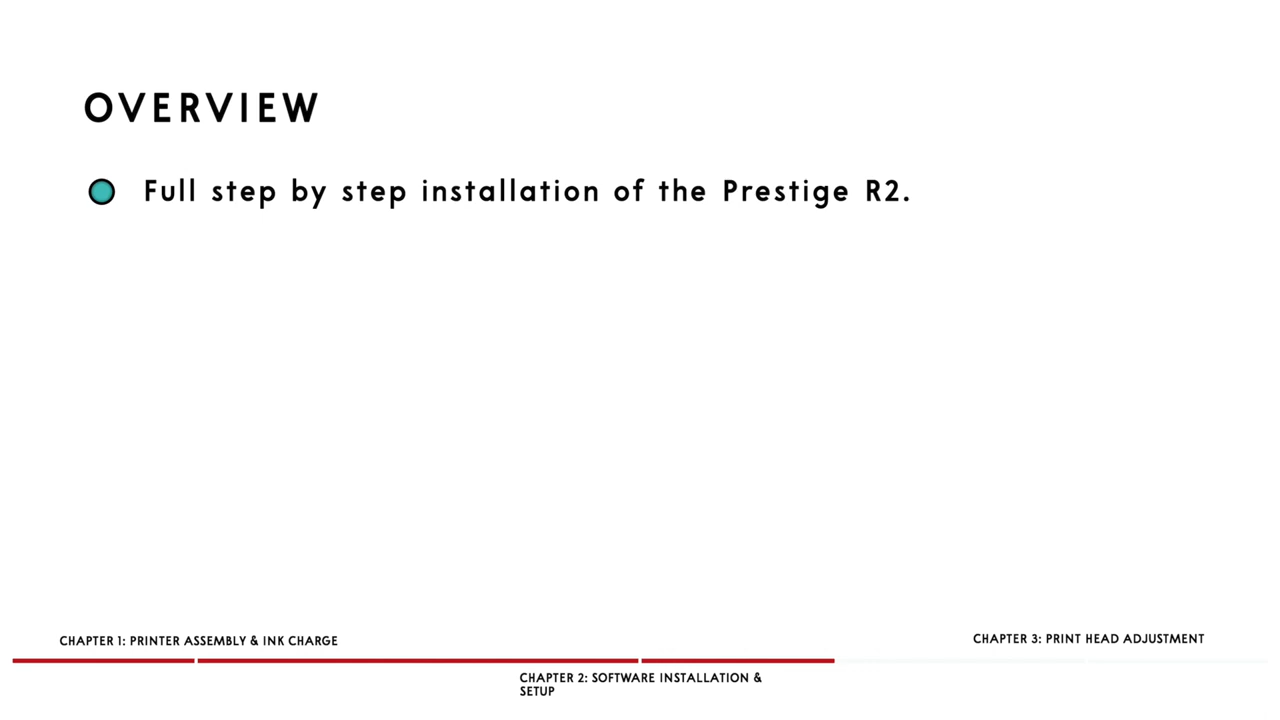 OVERVIEW
Full step by step installation of the Prestige R2.
CHAPTER 1: PRINTER ASSEMBLY & INK CHARGE
CHAPTER 3: PRINT HEAD ADJUSTMENT
CHAPTER 2: SOFTWARE INSTALLATION &
SETUP